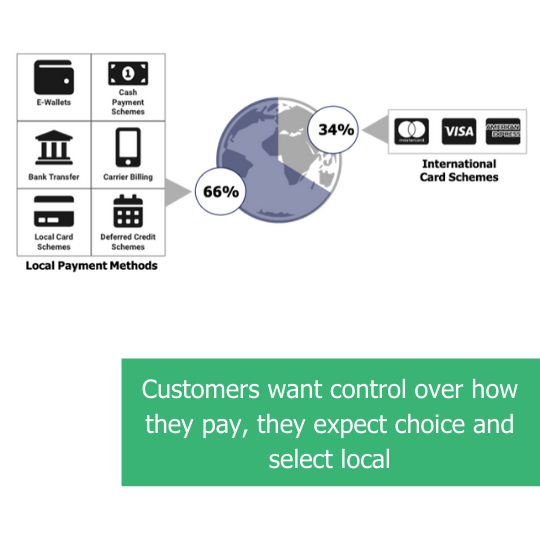 E-Wallets
1
Cash
Payment
Schemes
Bank Transfer
Carrier Billing
Local Card
Schemes
Deferred Credit
Schemes
Local Payment Methods
66%
34%
mastercard
VISA
AMERICAN
EXPRESS
International
Card Schemes
Customers want control over how
they pay, they expect choice and
select local